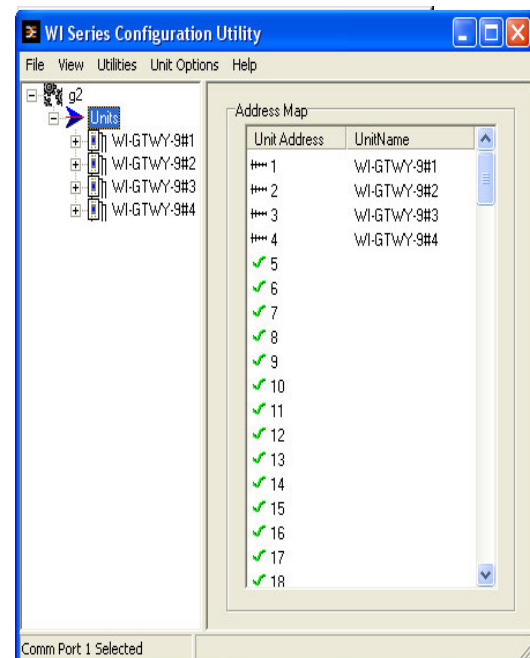 WI Series Configuration Utility
File View Utilities Unit Options Help
g2
Units
WI-GTWY-9#1
WI-GTWY-9#2
WI-GTWY-9#3
WI-GTWY-9#4
Address Map
Unit Address UnitName
1 WI-GTWY-9#1
2 WI-GTWY-9#2
3 WI-GTWY-9#3
4 WI-GTWY-9#4
5
6
7
8
9
10
11
12
13
14
15
16
17
18
Comm Port 1 Selected